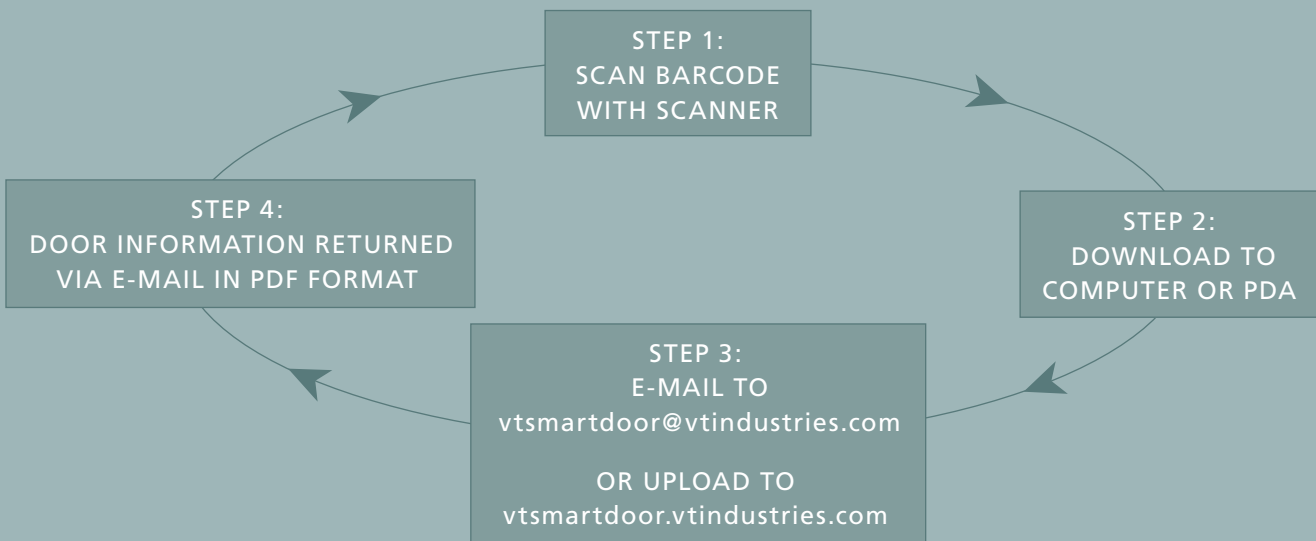 STEP 1:
SCAN BARCODE
WITH SCANNER
STEP 2:
DOWNLOAD TO
COMPUTER OR PDA
STEP 3:
E-MAIL TO
vtsmartdoor@vtindustries.com
OR UPLOAD TO
vtsmartdoor.vtindustries.com
STEP 4:
DOOR INFORMATION RETURNED
VIA E-MAIL IN PDF FORMAT